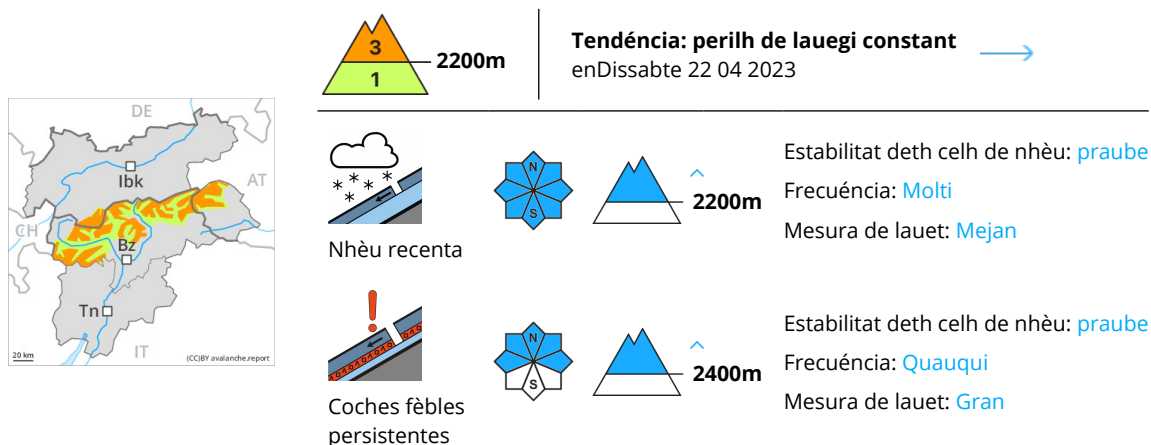 3
1
2200m
Tendéncia: perilh de lauegi constant
enDissabte 22 04 2023
DE
AT
CH
IT
Ibk
Bz
Tn
20 km
(CC)BY avalanche.report
Nhèu recenta
N
S
2200m
Estabilitat deth celh de nhèu: praube
Frecuéncia: Molti
Mesura de lauet: Mejan
Coches fèbles
persistentes
N
S
2400m
Estabilitat deth celh de nhèu: praube
Frecuéncia: Quauqui
Mesura de lauet: Gran